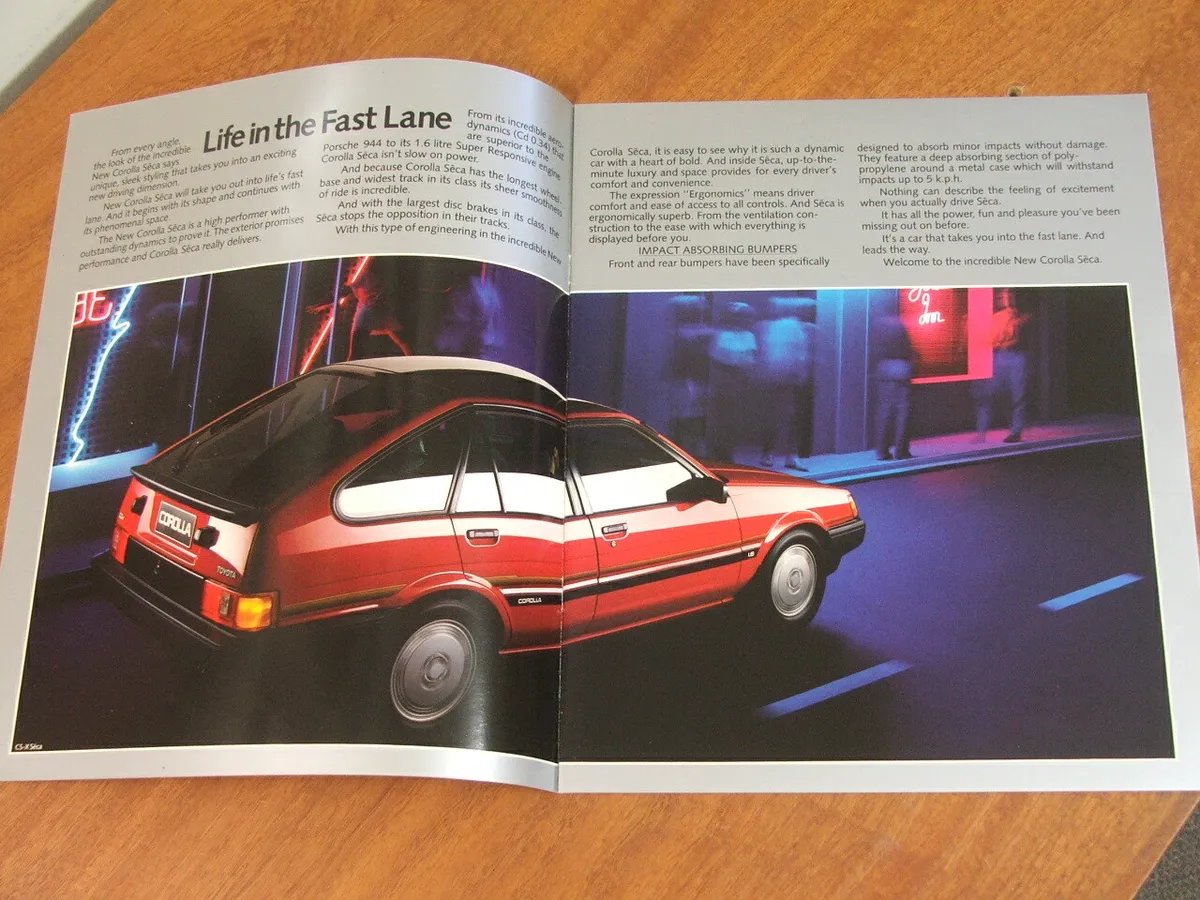 Life in the Fast Lane
From every angle,
the look of the incredible
New Corolla Sēca says
unique, sleek styling that takes you into an exciting
new driving dimension.
New Corolla Sēca will take you out into life's fast
lane. And it begins with its shape and continues with
its phenomenal space.
The New Corolla Sēca is a high performer with
outstanding dynamics to prove it. The exterior promises
performance and Corolla Sēca really delivers.
From its incredible aero-
dynamics (Cd 0.34) that
are superior to the
Porsche 944 to its 1.6 litre Super Responsive engine
Corolla Sēca isn't slow on power.
And because Corolla Sēca has the longest wheel
base and widest track in its class its sheer smoothness
of ride is incredible.
And with the largest disc brakes in its class, the
Sēca stops the opposition in their tracks.
With this type of engineering in the incredible New
Corolla Sēca, it is easy to see why it is such a dynamic
car with a heart of bold. And inside Sēca, up-to-the-
minute luxury and space provides for every driver's
comfort and convenience.
The expression "Ergonomics" means driver
comfort and ease of access to all controls. And Sēca is
ergonomically superb. From the ventilation con-
struction to the ease with which everything is
displayed before you.
IMPACT ABSORBING BUMPERS
Front and rear bumpers have been specifically
designed to absorb minor impacts without damage.
They feature a deep absorbing section of poly-
propylene around a metal case which will withstand
impacts up to 5 k.p.h.
Nothing can describe the feeling of excitement
when you actually drive Sēca.
It has all the power, fun and pleasure you've been
missing out on before.
It's a car that takes you into the fast lane. And
leads the way.
Welcome to the incredible New Corolla Sēca.
Inn
COROLLA
TOYOTA
COROLLA
CS-X Sēca